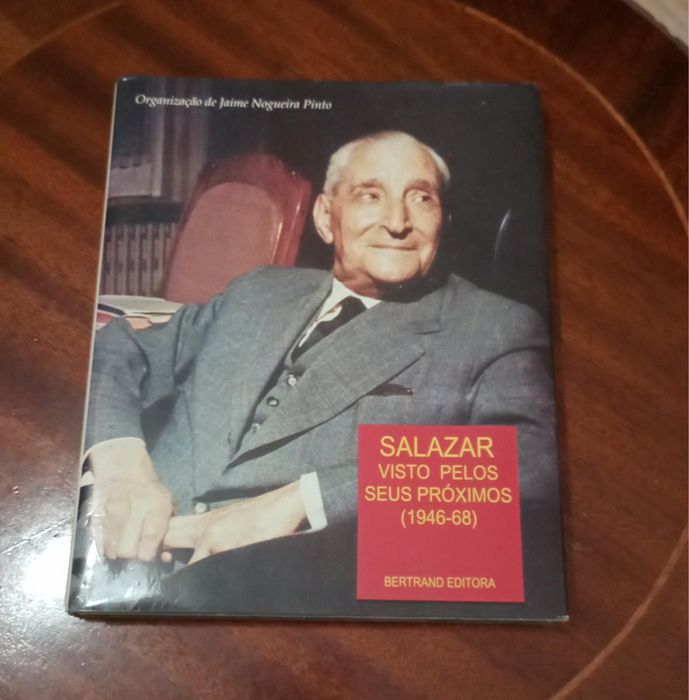 Organização de Jaime Nogueira Pinto
SALAZAR
VISTO PELOS
SEUS PRÓXIMOS
(1946-68)
BERTRAND EDITORA